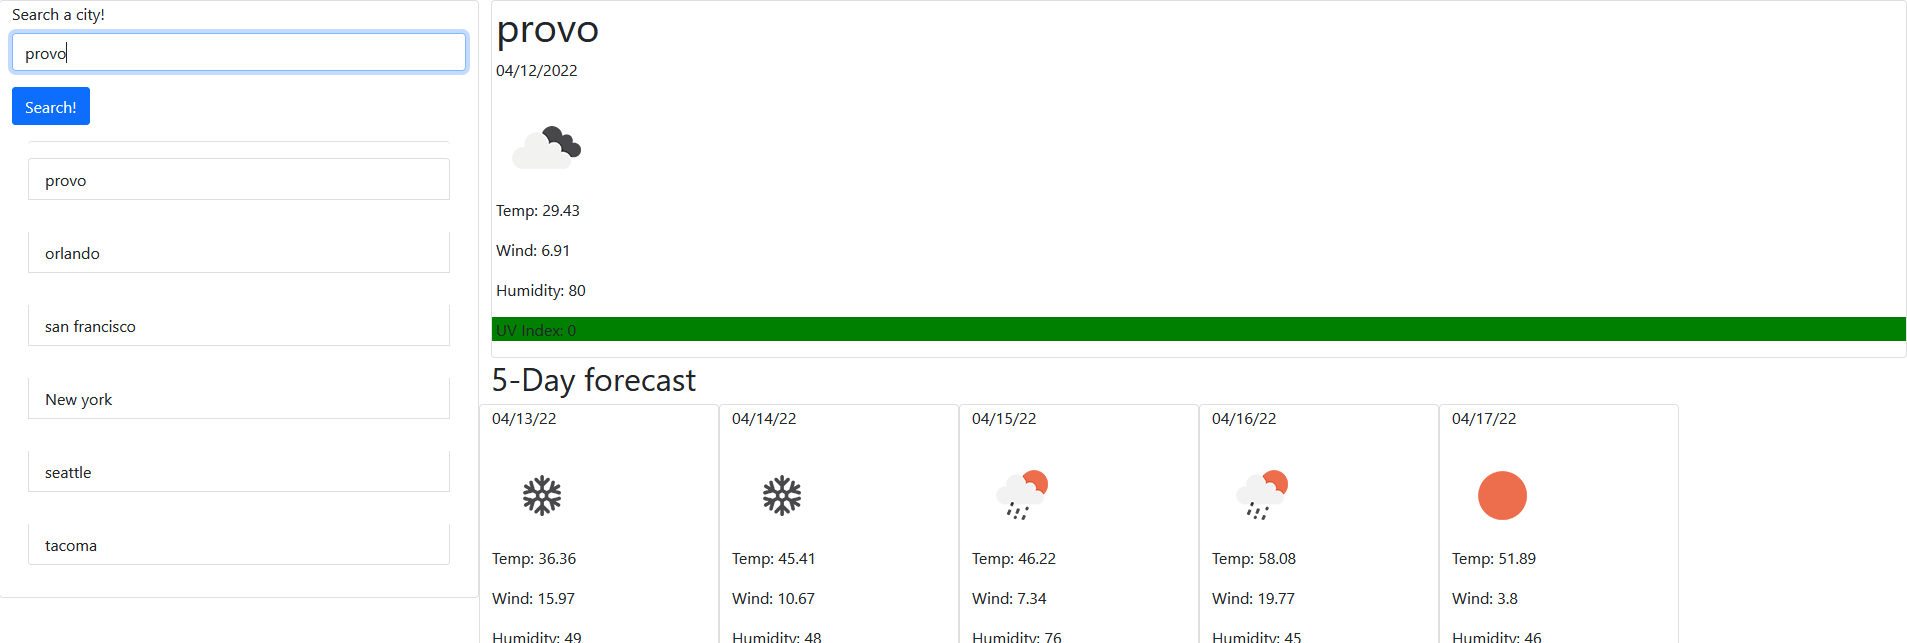 Search a city!
provo
Search!
provo
orlando
san francisco
New york
seattle
tacoma
provo
04/12/2022
Temp: 29.43
Wind: 6.91
Humidity: 80
UV Index: 0
5-Day forecast
04/13/22
Temp: 36.36
Wind: 15.97
Humidity: 49
04/14/22
Temp: 45.41
Wind: 10.67
Humidity: 48
04/15/22
Temp: 46.22
Wind: 7.34
Humidity: 76
04/16/22
Temp: 58.08
Wind: 19.77
Humidity: 45
04/17/22
Temp: 51.89
Wind: 3.8
Humidity: 46